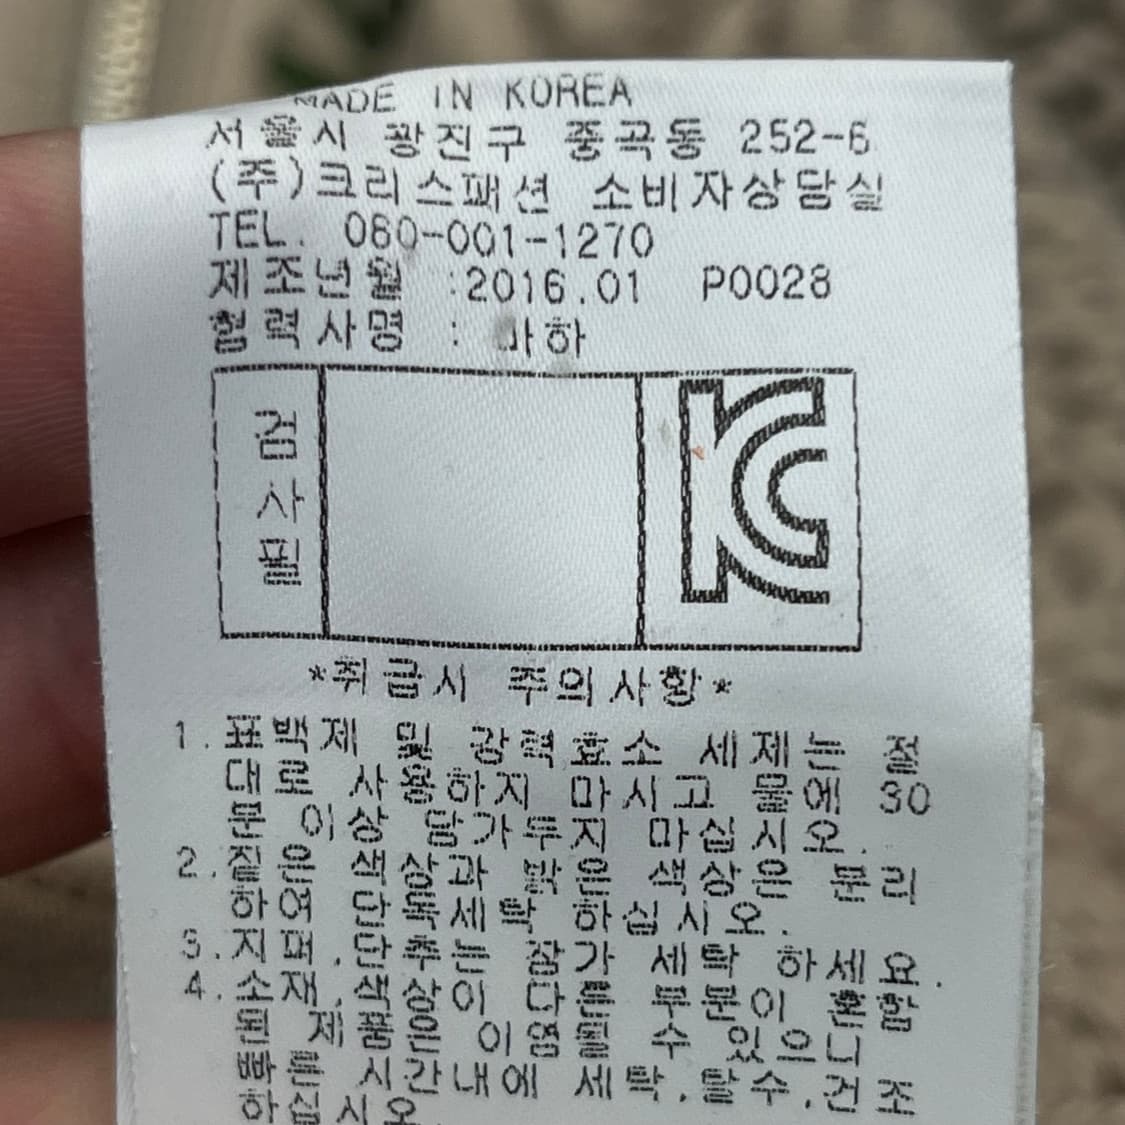 MADE IN KOREA
서울시 광진구 중곡동 252-6
(주)크리스패션 소비자상담실
TEL. 080-001-1270
제조년월 :2016.01 P0028
협력사명 : 마하
검
사
필
KC
*취급시 주의사항*
1.표백제 및 강력효소 세제는 절
대로 사용하지 마시고 물에 30
분 이상 담가두지 마십시오.
2.짙은 색상과 밝은 색상은 분리
하여 단독세탁 하십시오.
3.지퍼,단추는 잠가 세탁 하세요.
4.소재,색상이 다른 부분이 혼합
된 제품은 이염될 수 있으니
빠른 시간내에 세탁,탈수,건조
하십시오.